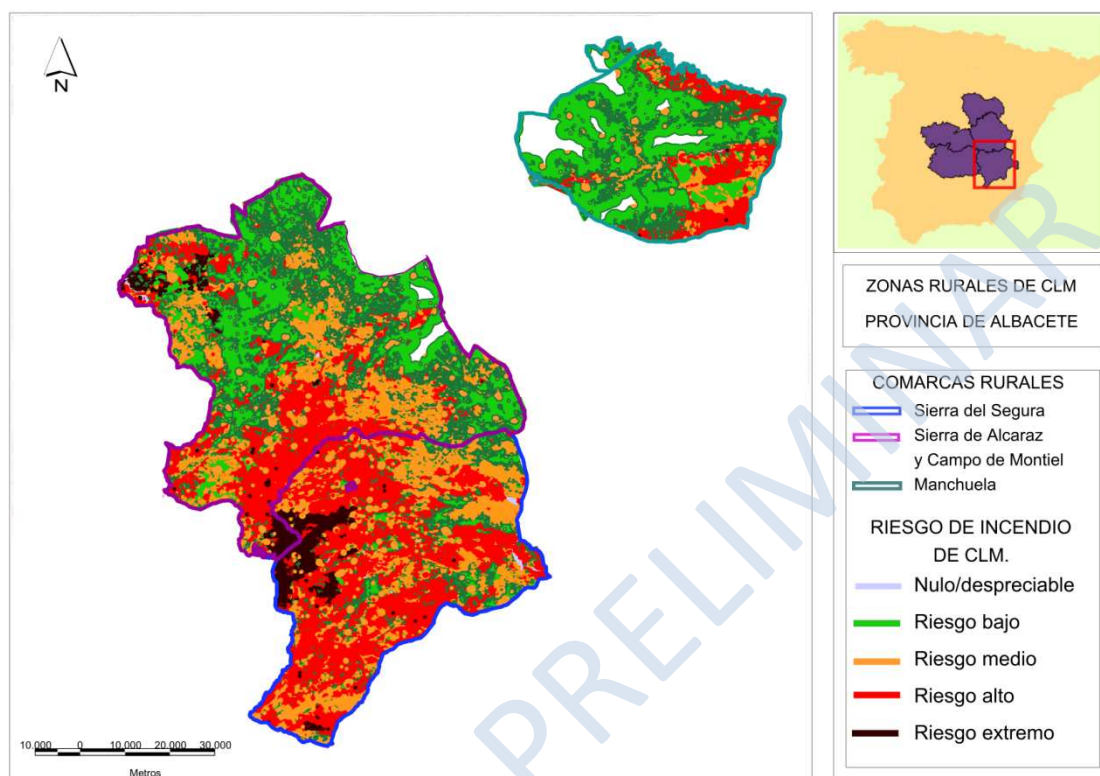 N
10.000 0 10.000 20.000 30.000
Metros
ZONAS RURALES DE CLM
PROVINCIA DE ALBACETE
COMARCAS RURALES
Sierra del Segura
Sierra de Alcaraz
y Campo de Montiel
Manchuela
RIESGO DE INCENDIO
DE CLM.
Nulo/despreciable
Riesgo bajo
Riesgo medio
Riesgo alto
Riesgo extremo
PRELIMINAR